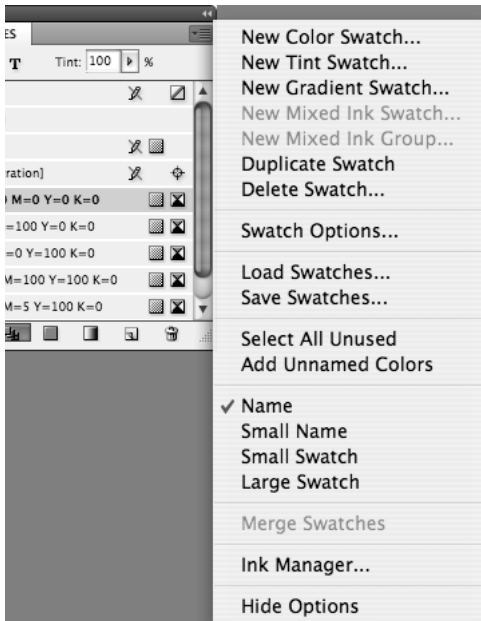 ES
T Tint: 100 %
ration]
M=0 Y=0 K=0
=100 Y=0 K=0
=0 Y=100 K=0
M=100 Y=100 K=0
M=5 Y=100 K=0
New Color Swatch...
New Tint Swatch...
New Gradient Swatch...
New Mixed Ink Swatch...
New Mixed Ink Group...
Duplicate Swatch
Delete Swatch...
Swatch Options...
Load Swatches...
Save Swatches...
Select All Unused
Add Unnamed Colors
Name
Small Name
Small Swatch
Large Swatch
Merge Swatches
Ink Manager...
Hide Options